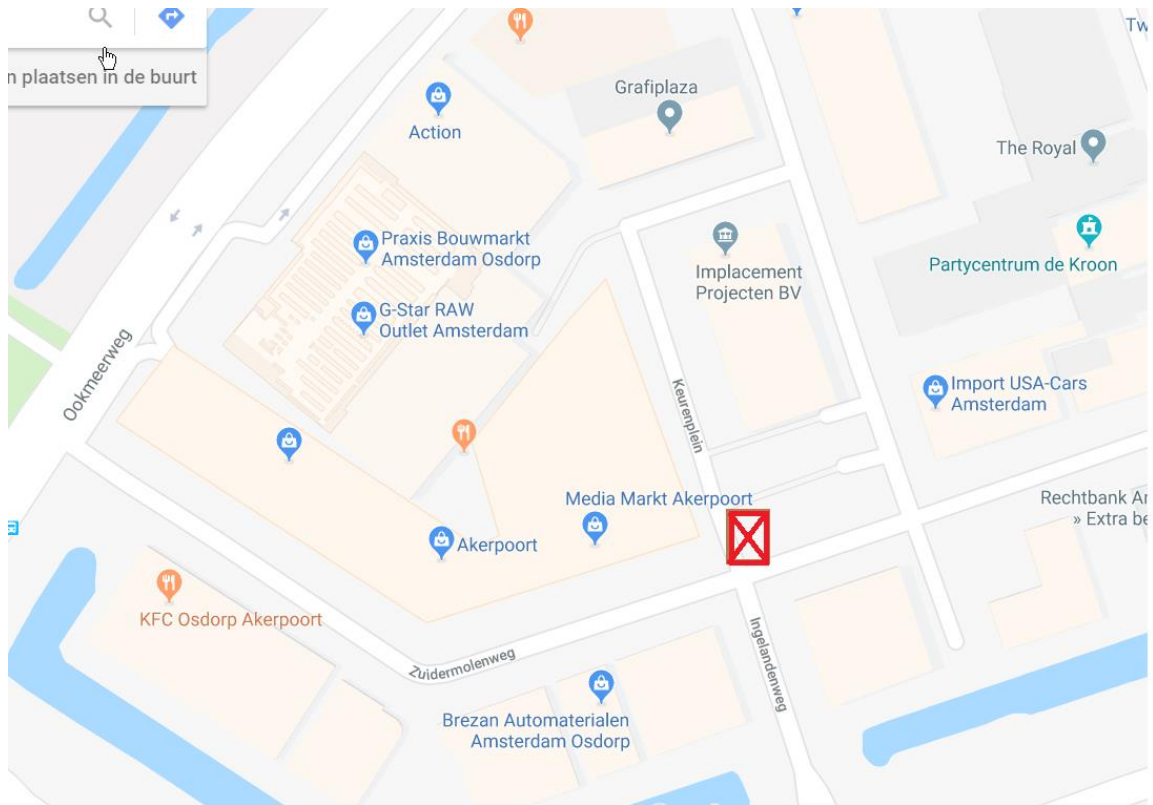 n plaatsen in de buurt
Tw
Action
Grafiplaza
The Royal
Praxis Bouwmarkt
Amsterdam Osdorp
Implacement
Projecten BV
Partycentrum de Kroon
G-Star RAW
Outlet Amsterdam
Ookmeerweg
Keurenplein
Import USA-Cars
Amsterdam
Media Markt Akerpoort
Rechtbank Am
» Extra be
Akerpoort
KFC Osdorp Akerpoort
Zuidermolenweg
Ingelandenweg
Brezan Automaterialen
Amsterdam Osdorp